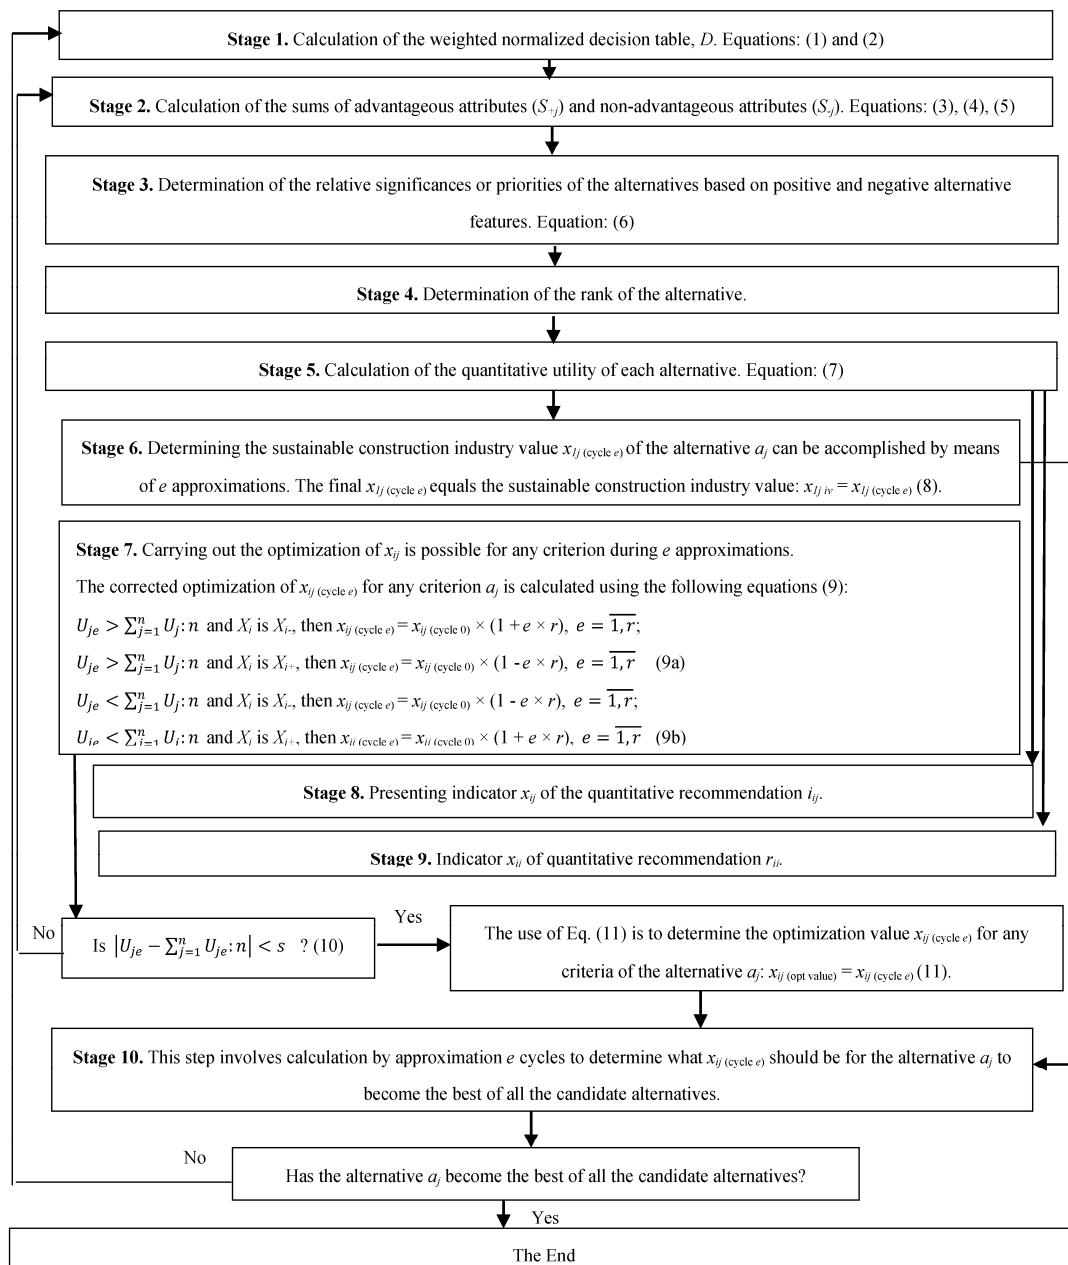 Stage 1. Calculation of the weighted normalized decision table, D. Equations: (1) and (2)
Stage 2. Calculation of the sums of advantageous attributes (S+j) and non-advantageous attributes (S-j). Equations: (3), (4), (5)
Stage 3. Determination of the relative significances or priorities of the alternatives based on positive and negative alternative
features. Equation: (6)
Stage 4. Determination of the rank of the alternative.
Stage 5. Calculation of the quantitative utility of each alternative. Equation: (7)
Stage 6. Determining the sustainable construction industry value x1j (cycle e) of the alternative aj can be accomplished by means
of e approximations. The final x1j (cycle e) equals the sustainable construction industry value: x1j iv = x1j (cycle e) (8).
Stage 7. Carrying out the optimization of xij is possible for any criterion during e approximations.
The corrected optimization of xij (cycle e) for any criterion aj is calculated using the following equations (9):
Uje > ∑ⁿj=1 Uj: n and Xi is Xi-, then xij (cycle e) = xij (cycle 0) × (1 + e × r), e = 1, r;
Uje > ∑ⁿj=1 Uj: n and Xi is Xi+, then xij (cycle e) = xij (cycle 0) × (1 - e × r), e = 1, r (9a)
Uje < ∑ⁿj=1 Uj: n and Xi is Xi-, then xij (cycle e) = xij (cycle 0) × (1 - e × r), e = 1, r;
Uje < ∑ⁿj=1 Uj: n and Xi is Xi+, then xij (cycle e) = xij (cycle 0) × (1 + e × r), e = 1, r (9b)
Stage 8. Presenting indicator xij of the quantitative recommendation iij.
Stage 9. Indicator xij of quantitative recommendation rij.
No
Is |Uje − ∑ⁿj=1 Uje: n| < s ? (10)
Yes
The use of Eq. (11) is to determine the optimization value xij (cycle e) for any
criteria of the alternative aj: xij (opt value) = xij (cycle e) (11).
Stage 10. This step involves calculation by approximation e cycles to determine what xij (cycle e) should be for the alternative aj to
become the best of all the candidate alternatives.
No
Has the alternative aj become the best of all the candidate alternatives?
Yes
The End